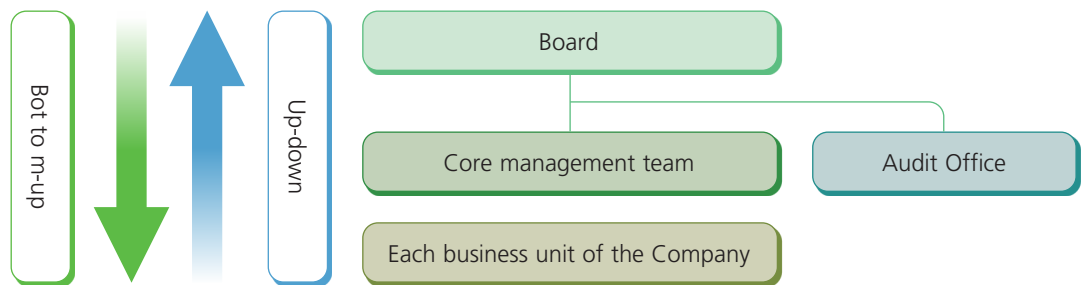 Bot to m-up
Up-down
Board
Core management team
Audit Office
Each business unit of the Company